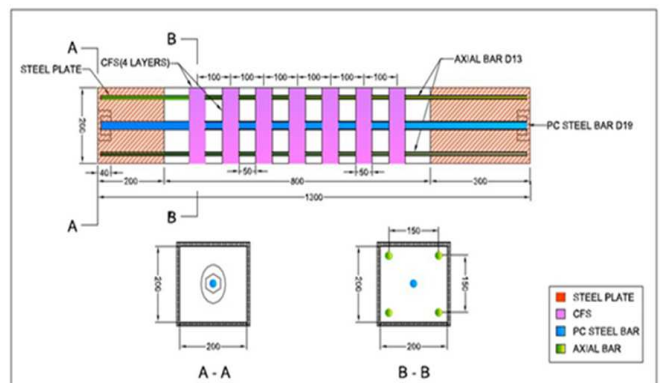 A
B
CFS(4 LAYERS)
100 100 100 100 100 100
AXIAL BAR D13
STEEL PLATE
200
PC STEEL BAR D19
40
50
50
200
800
300
1300
A
B
150
200
200
150
200
200
A - A
B - B
STEEL PLATE
CFS
PC STEEL BAR
AXIAL BAR